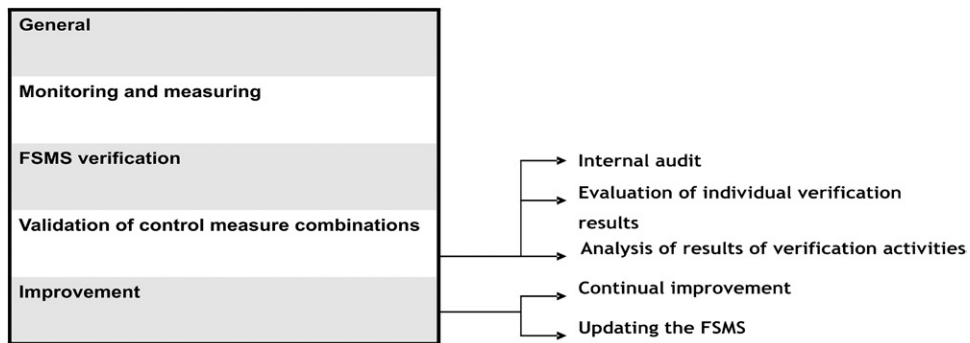 General
Monitoring and measuring
FSMS verification
Validation of control measure combinations
Improvement
Internal audit
Evaluation of individual verification
results
Analysis of results of verification activities
Continual improvement
Updating the FSMS